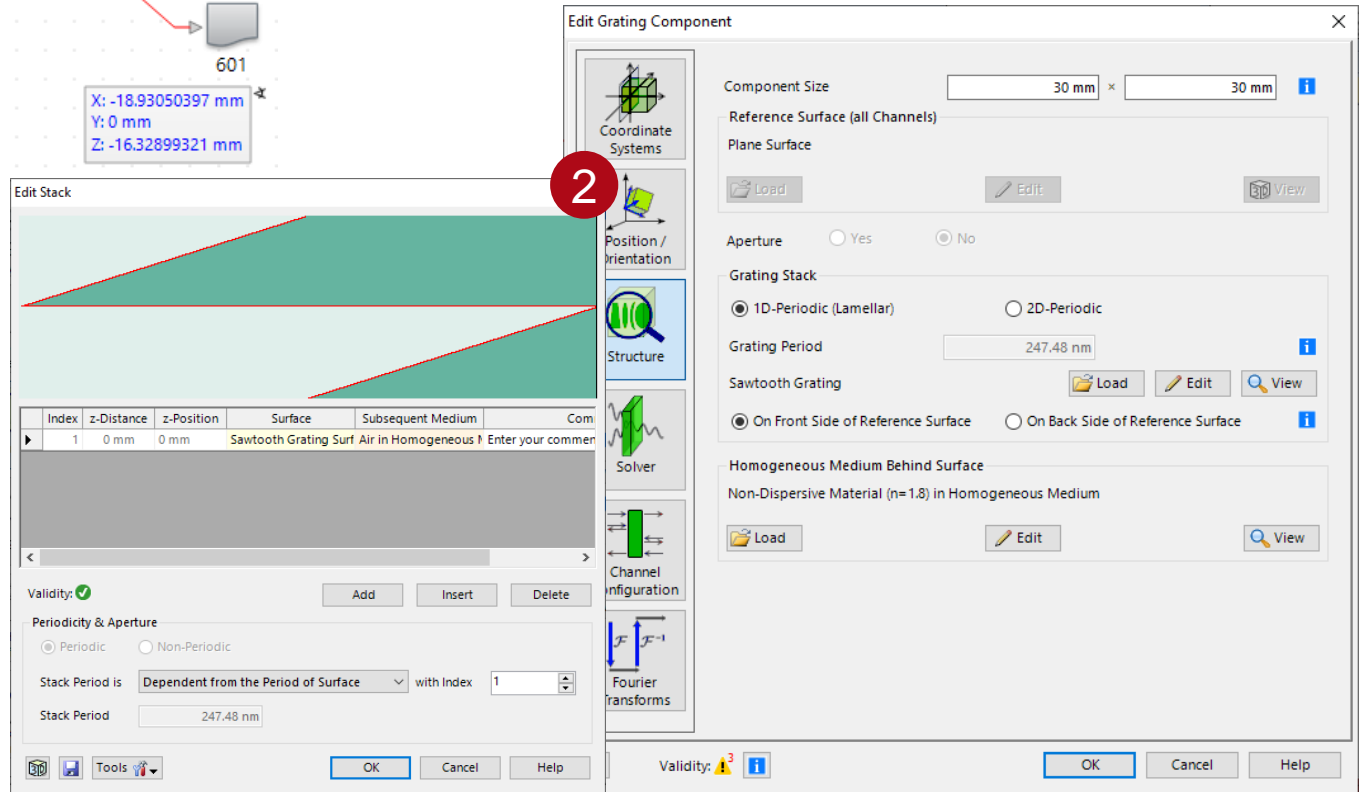 601
X: -18.93050397 mm
Y: 0 mm
Z: -16.32899321 mm
2
Edit Stack
Index z-Distance z-Position Surface Subsequent Medium Com
1 0 mm 0 mm Sawtooth Grating Surf Air in Homogeneous M Enter your commen
Validity:
Add Insert Delete
Periodicity & Aperture
Periodic Non-Periodic
Stack Period is Dependent from the Period of Surface with Index 1
Stack Period 247.48 nm
3D Tools OK Cancel Help
Edit Grating Component
Coordinate
Systems
Position /
Orientation
Structure
Solver
Channel
nfiguration
F F-1
Fourier
Transforms
Component Size 30 mm × 30 mm i
Reference Surface (all Channels)
Plane Surface
Load Edit 3D View
Aperture Yes No
Grating Stack
1D-Periodic (Lamellar) 2D-Periodic
Grating Period 247.48 nm i
Sawtooth Grating Load Edit View
On Front Side of Reference Surface On Back Side of Reference Surface i
Homogeneous Medium Behind Surface
Non-Dispersive Material (n=1.8) in Homogeneous Medium
Load Edit View
Validity: 3 i OK Cancel Help